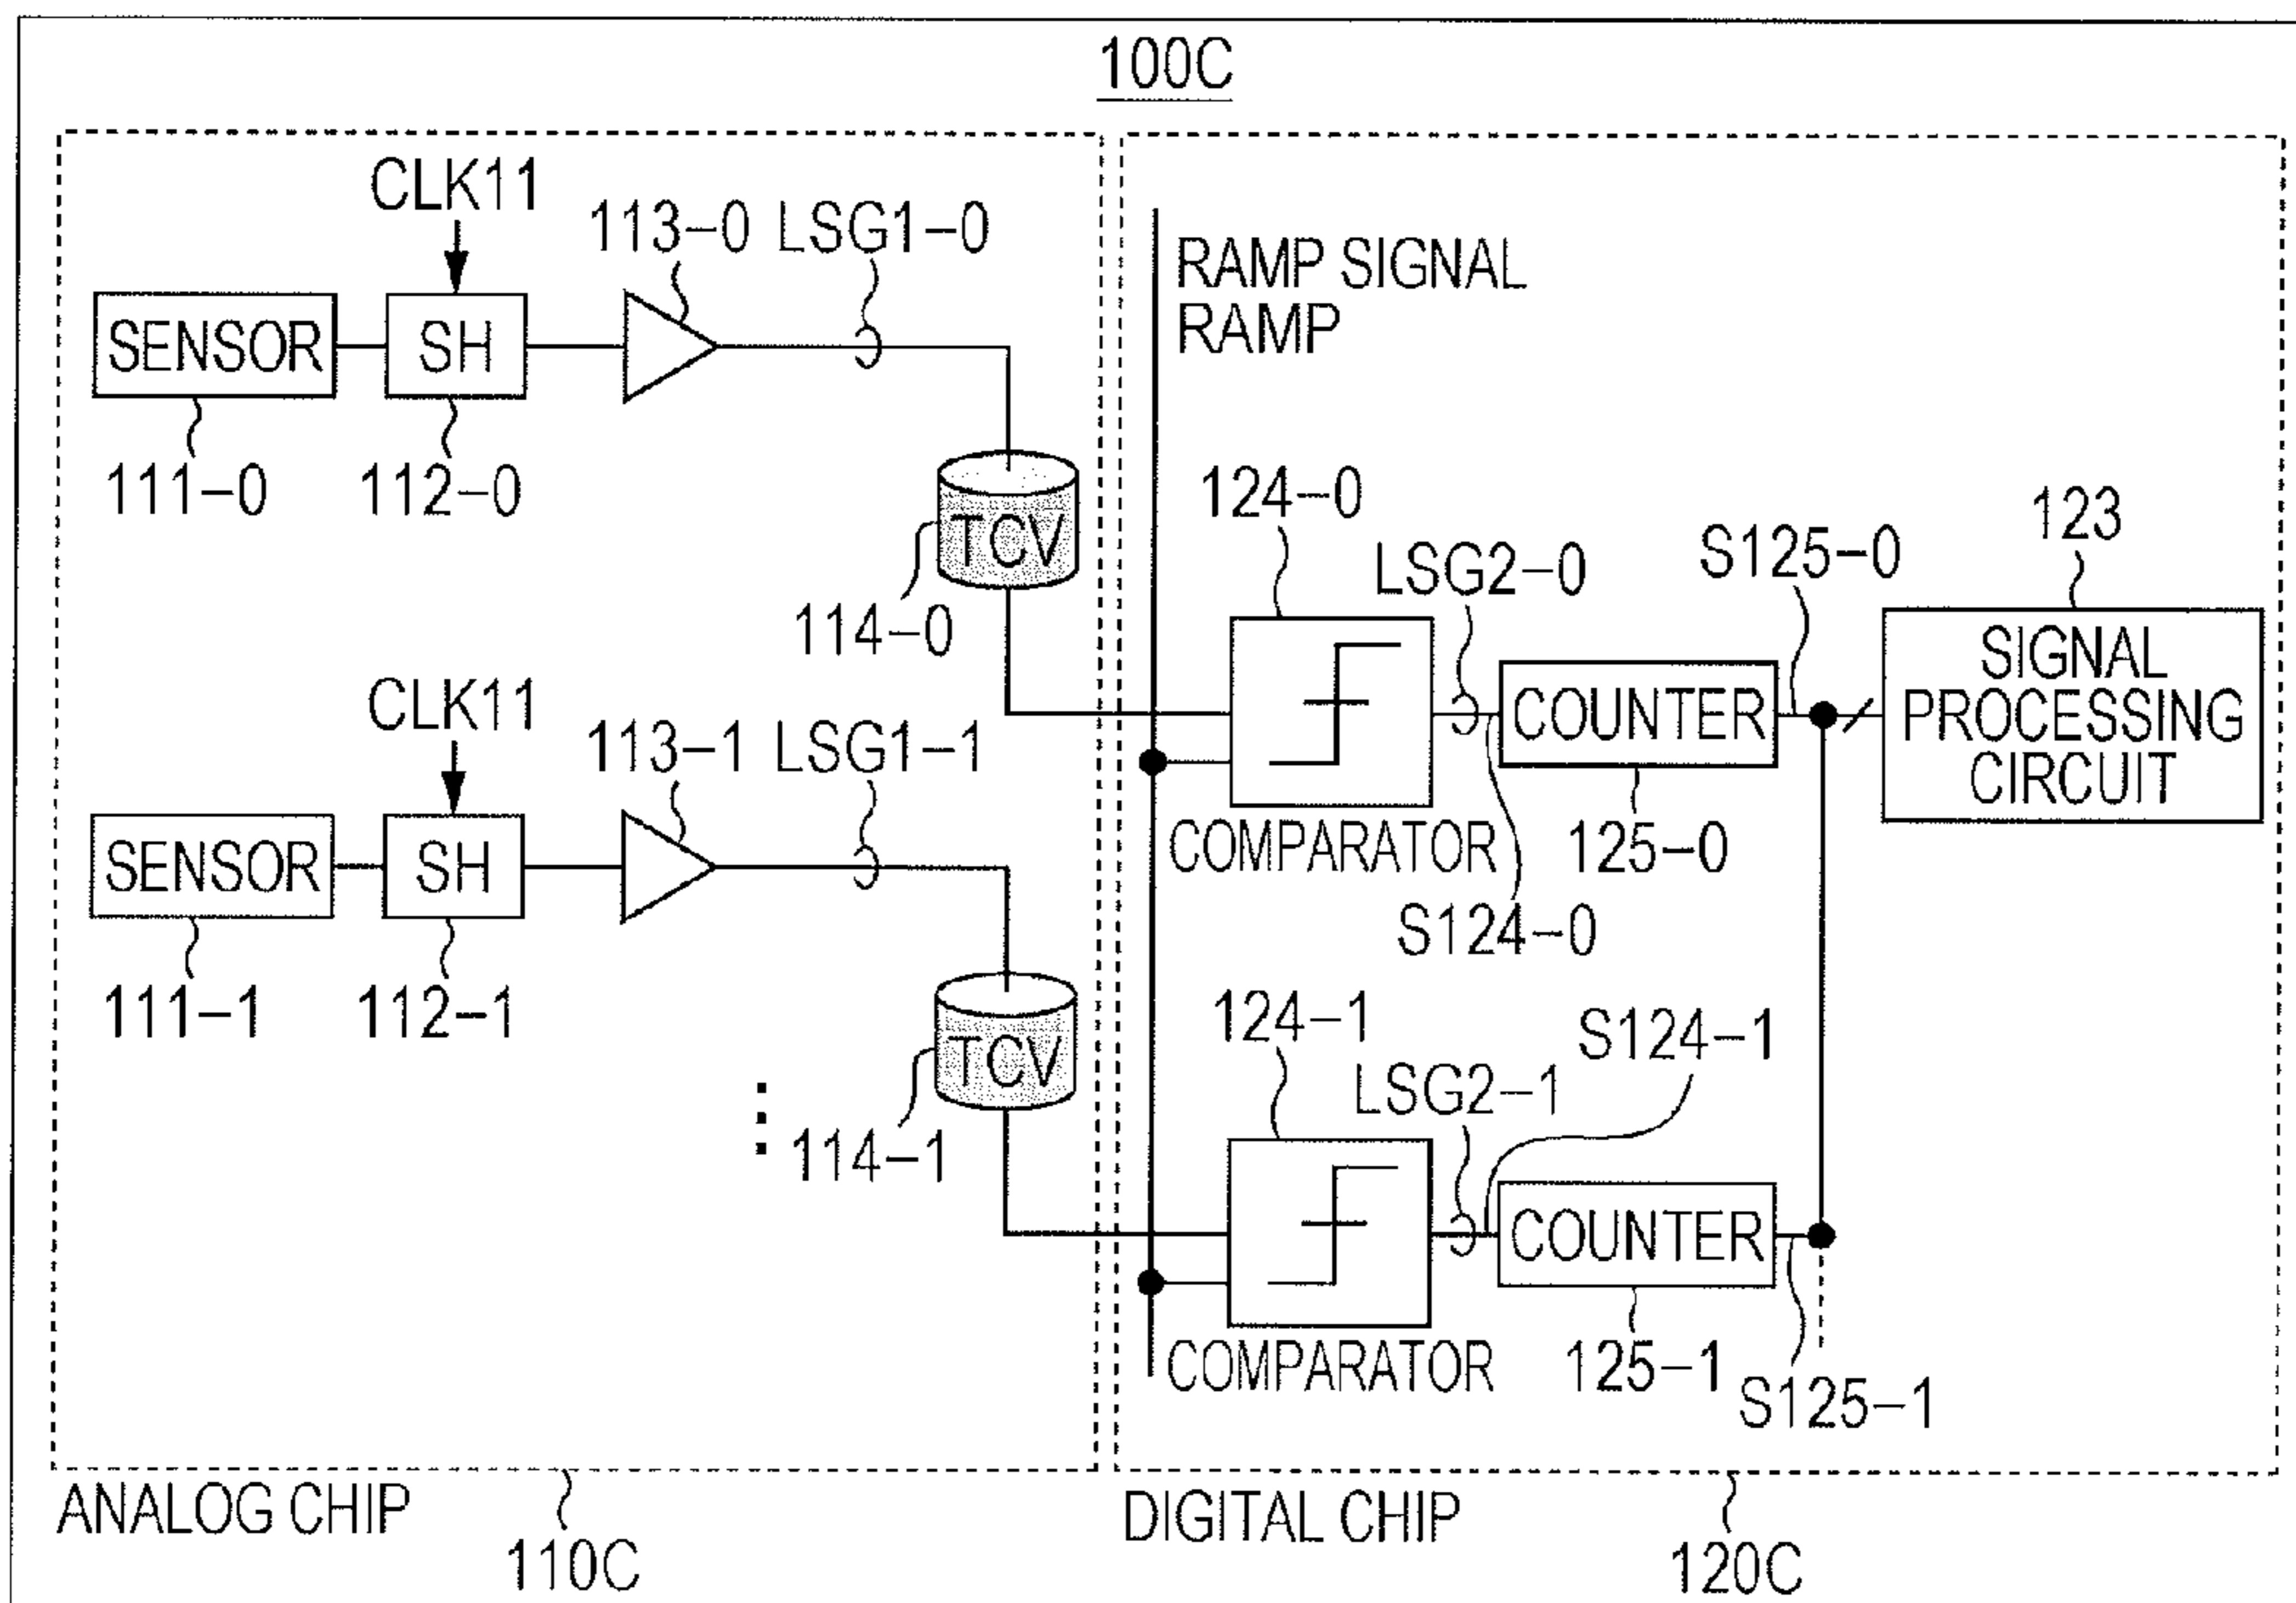 100C
CLK11
113-0
LSG1-0
SENSOR
SH
111-0
112-0
TCV
114-0
CLK11
113-1
LSG1-1
SENSOR
SH
111-1
112-1
TCV
114-1
ANALOG CHIP
110C
RAMP SIGNAL
RAMP
124-0
LSG2-0
S125-0
123
COUNTER
SIGNAL
PROCESSING
CIRCUIT
COMPARATOR
125-0
S124-0
124-1
LSG2-1
S124-1
COUNTER
COMPARATOR
125-1
S125-1
DIGITAL CHIP
120C